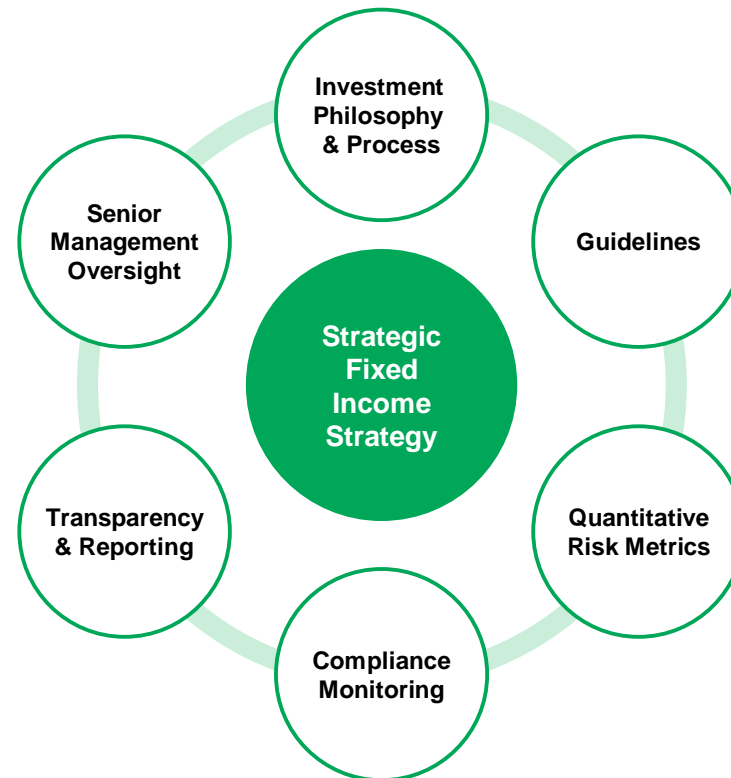 Investment
Philosophy
& Process
Guidelines
Quantitative
Risk Metrics
Compliance
Monitoring
Transparency
& Reporting
Senior
Management
Oversight
Strategic
Fixed
Income
Strategy